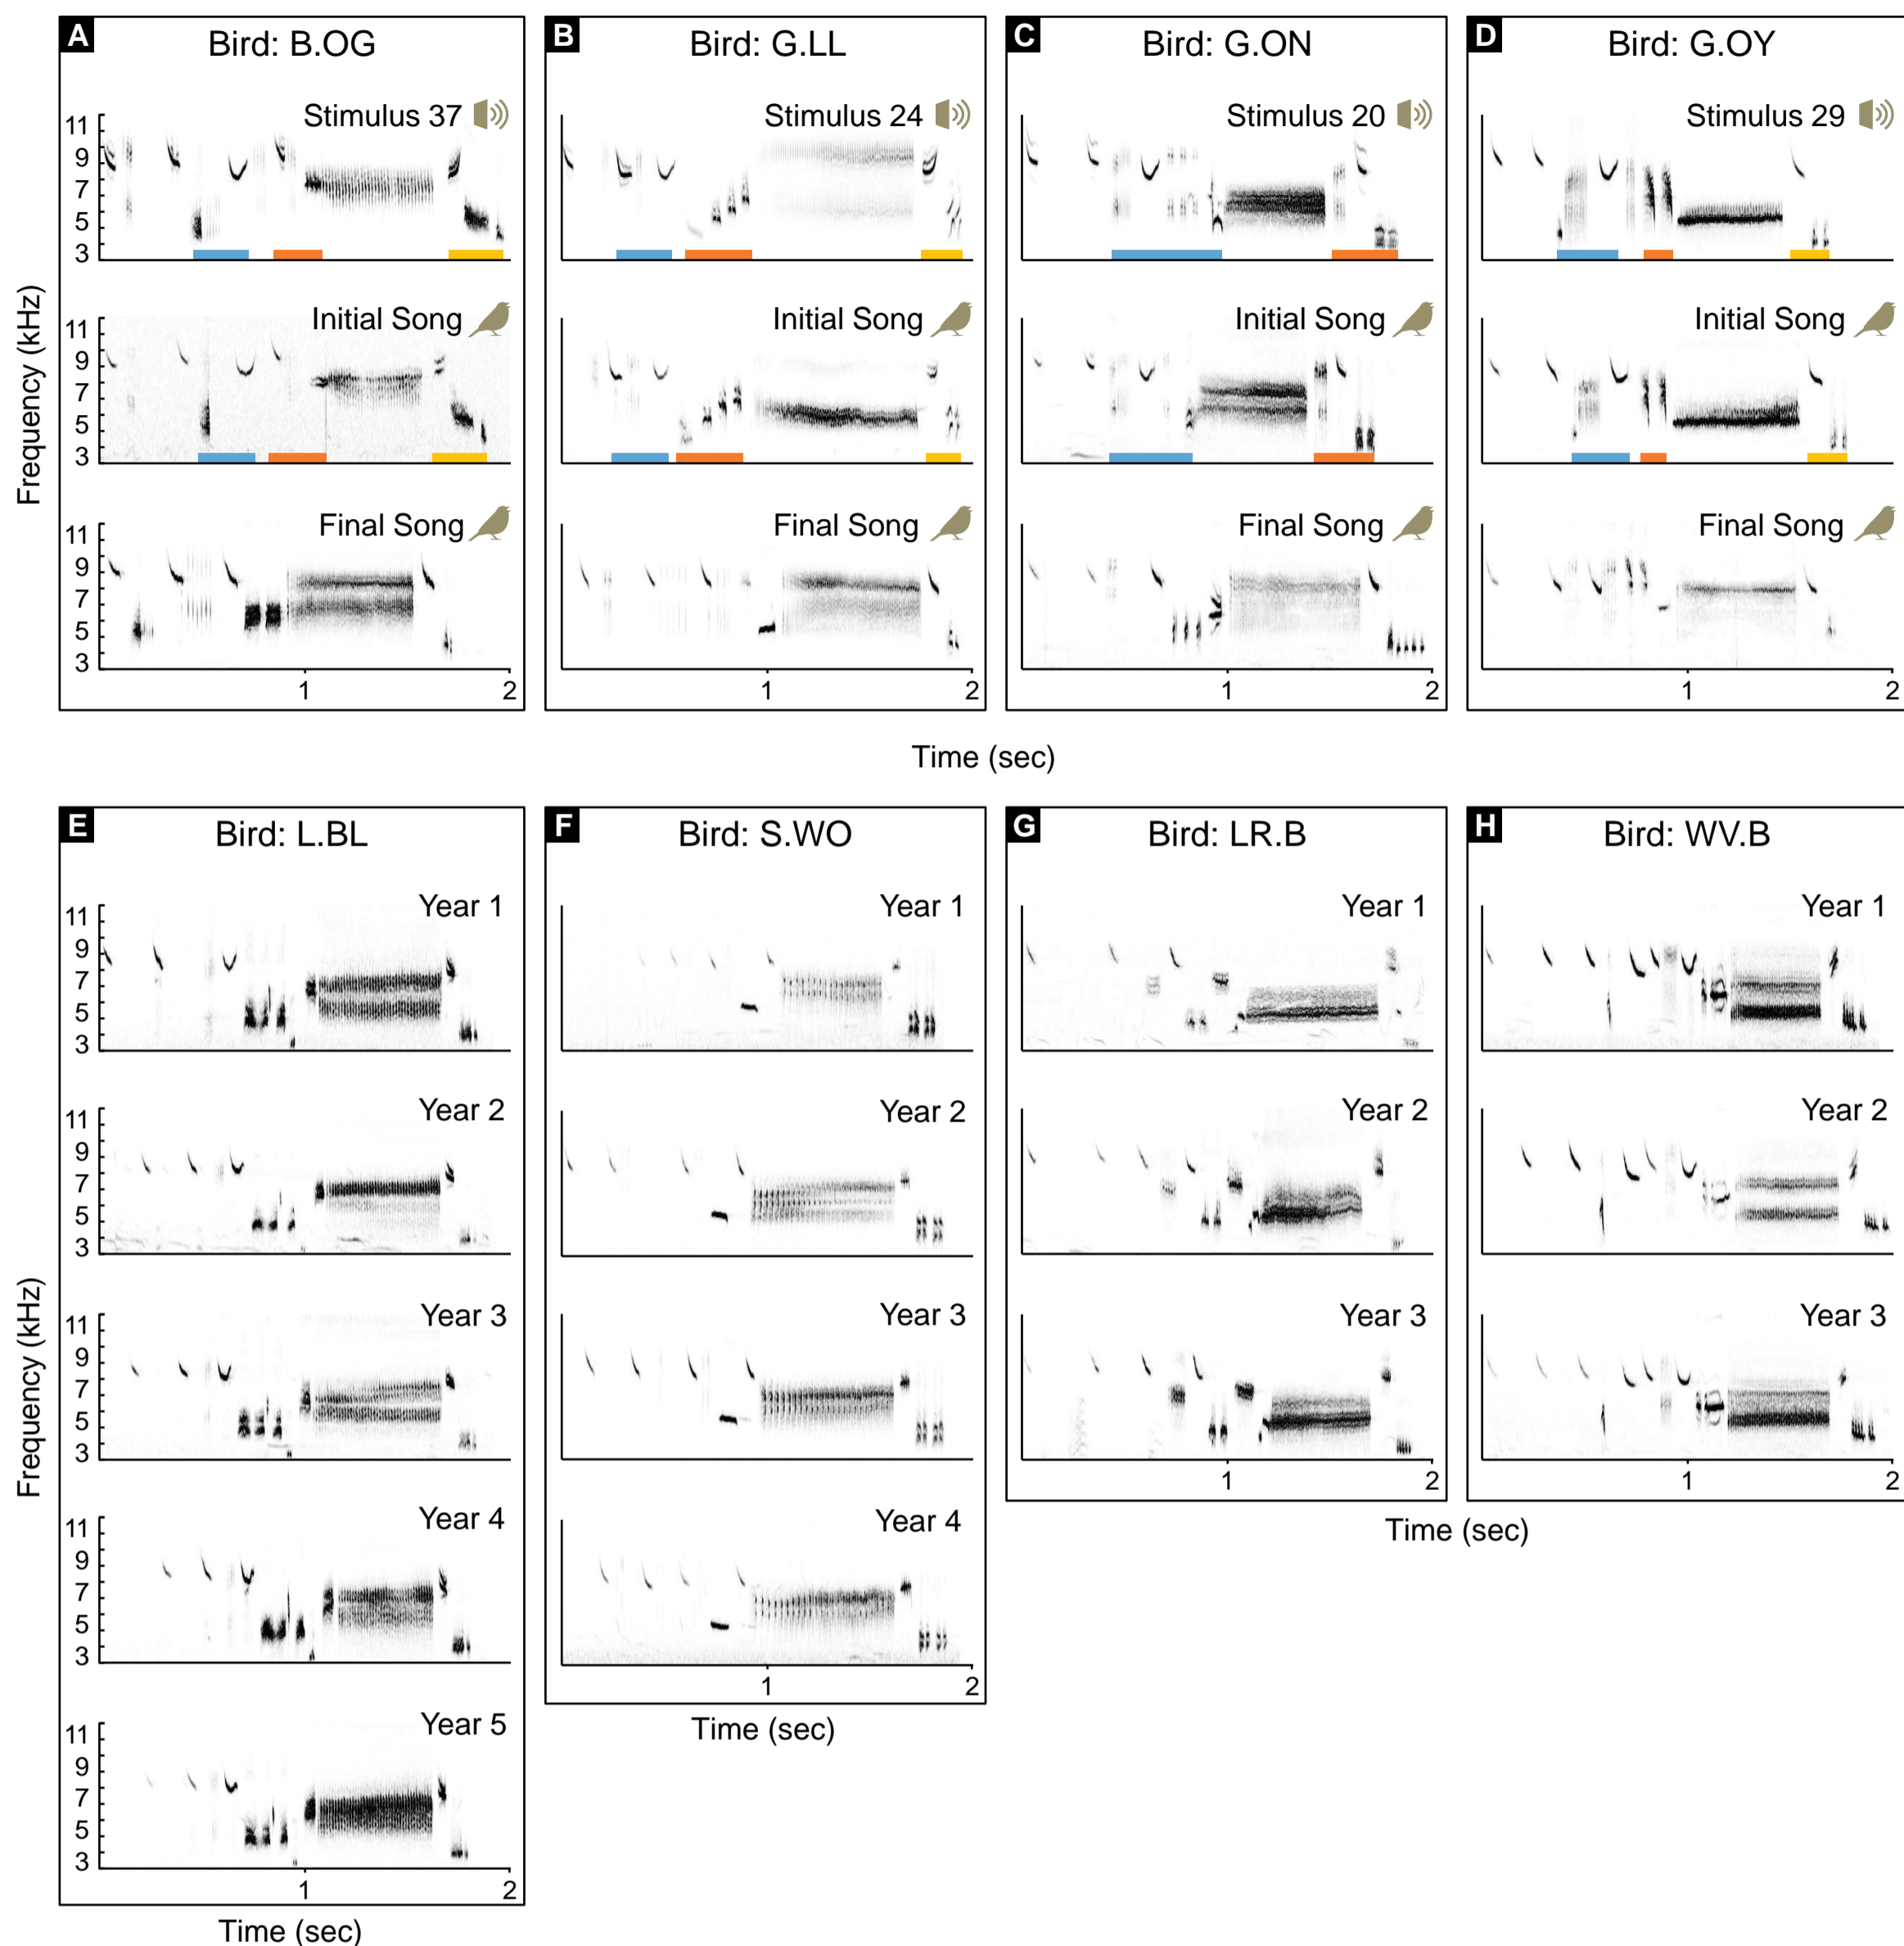 A Bird: B.OG
Stimulus 37
11
9
7
5
3
Initial Song
11
9
7
5
3
Final Song
11
9
7
5
3
1 2
B Bird: G.LL
Stimulus 24
Initial Song
Final Song
1 2
C Bird: G.ON
Stimulus 20
Initial Song
Final Song
1 2
D Bird: G.OY
Stimulus 29
Initial Song
Final Song
1 2
Frequency (kHz)
Time (sec)
E Bird: L.BL
Year 1
11
9
7
5
3
Year 2
11
9
7
5
3
Year 3
11
9
7
5
3
Year 4
11
9
7
5
3
Year 5
11
9
7
5
3
1 2
Time (sec)
Frequency (kHz)
F Bird: S.WO
Year 1
Year 2
Year 3
Year 4
1 2
Time (sec)
G Bird: LR.B
Year 1
Year 2
Year 3
1 2
H Bird: WV.B
Year 1
Year 2
Year 3
1 2
Time (sec)